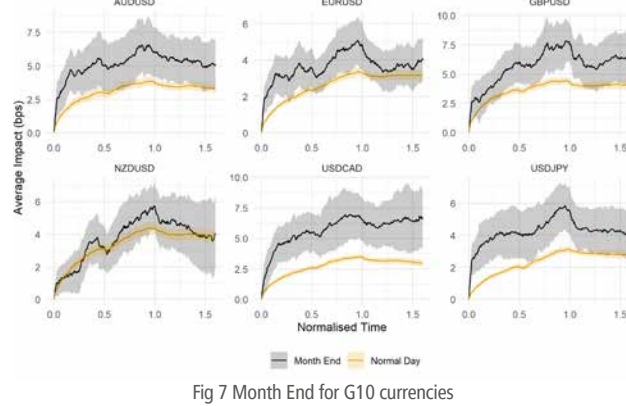 AUDUSD EURUSD GBPUSD
7.5
5.0
2.5
0.0
0.0 0.5 1.0 1.5
6
4
2
0
0.0 0.5 1.0 1.5
10.0
7.5
5.0
2.5
0.0
0.0 0.5 1.0 1.5
Average Impact (bps)
NZDUSD USDCAD USDJPY
6
4
2
0
0.0 0.5 1.0 1.5
10.0
7.5
5.0
2.5
0.0
0.0 0.5 1.0 1.5
8
6
4
2
0
0.0 0.5 1.0 1.5
Normalised Time
Month End Normal Day
Fig 7 Month End for G10 currencies